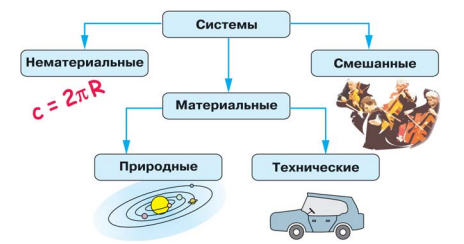 Системы
Нематериальные
Смешанные
c = 2πR
Материальные
Природные
Технические